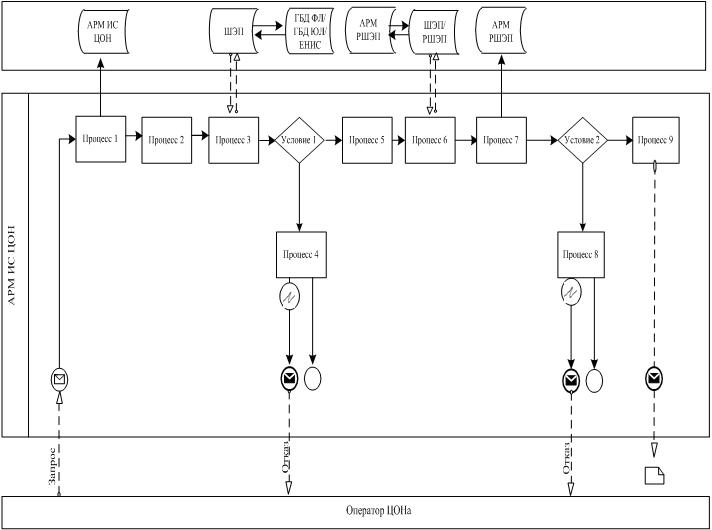 АРМ ИС
ЦОН
ШЭП
ГБД ФЛ/
ГБД ЮЛ/
ЕНИС
АРМ
РШЭП
ШЭП/
РШЭП
АРМ
РШЭП
АРМ ИС ЦОН
Процесс 1
Процесс 2
Процесс 3
Условие 1
Процесс 5
Процесс 6
Процесс 7
Условие 2
Процесс 9
Процесс 4
Процесс 8
Запрос
Отказ
Отказ
Оператор ЦОНа